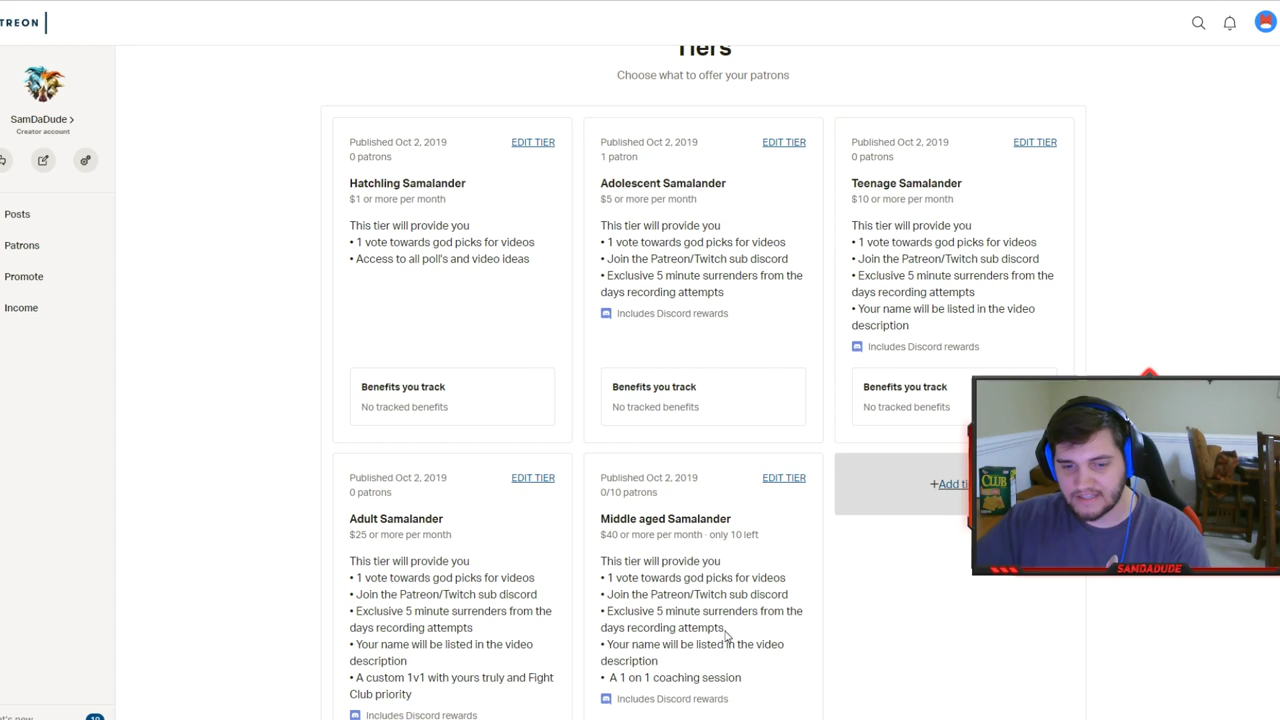 TREON
Tiers
Choose what to offer your patrons
SamDaDude >
Creator account
Posts
Patrons
Promote
Income
Published Oct 2, 2019 EDIT TIER
0 patrons
Hatchling Samalander
$1 or more per month
This tier will provide you
• 1 vote towards god picks for videos
• Access to all poll's and video ideas
Benefits you track
No tracked benefits
Published Oct 2, 2019 EDIT TIER
1 patron
Adolescent Samalander
$5 or more per month
This tier will provide you
• 1 vote towards god picks for videos
• Join the Patreon/Twitch sub discord
• Exclusive 5 minute surrenders from the
days recording attempts
Includes Discord rewards
Benefits you track
No tracked benefits
Published Oct 2, 2019 EDIT TIER
0 patrons
Teenage Samalander
$10 or more per month
This tier will provide you
• 1 vote towards god picks for videos
• Join the Patreon/Twitch sub discord
• Exclusive 5 minute surrenders from the
days recording attempts
• Your name will be listed in the video
description
Includes Discord rewards
Benefits you track
No tracked benefits
Published Oct 2, 2019 EDIT TIER
0 patrons
Adult Samalander
$25 or more per month
This tier will provide you
• 1 vote towards god picks for videos
• Join the Patreon/Twitch sub discord
• Exclusive 5 minute surrenders from the
days recording attempts
• Your name will be listed in the video
description
• A custom 1v1 with yours truly and Fight
Club priority
Includes Discord rewards
Published Oct 2, 2019 EDIT TIER
0/10 patrons
Middle aged Samalander
$40 or more per month · only 10 left
This tier will provide you
• 1 vote towards god picks for videos
• Join the Patreon/Twitch sub discord
• Exclusive 5 minute surrenders from the
days recording attempts
• Your name will be listed in the video
description
• A 1 on 1 coaching session
Includes Discord rewards
+Add ti
CLUB
SAMDADUDE